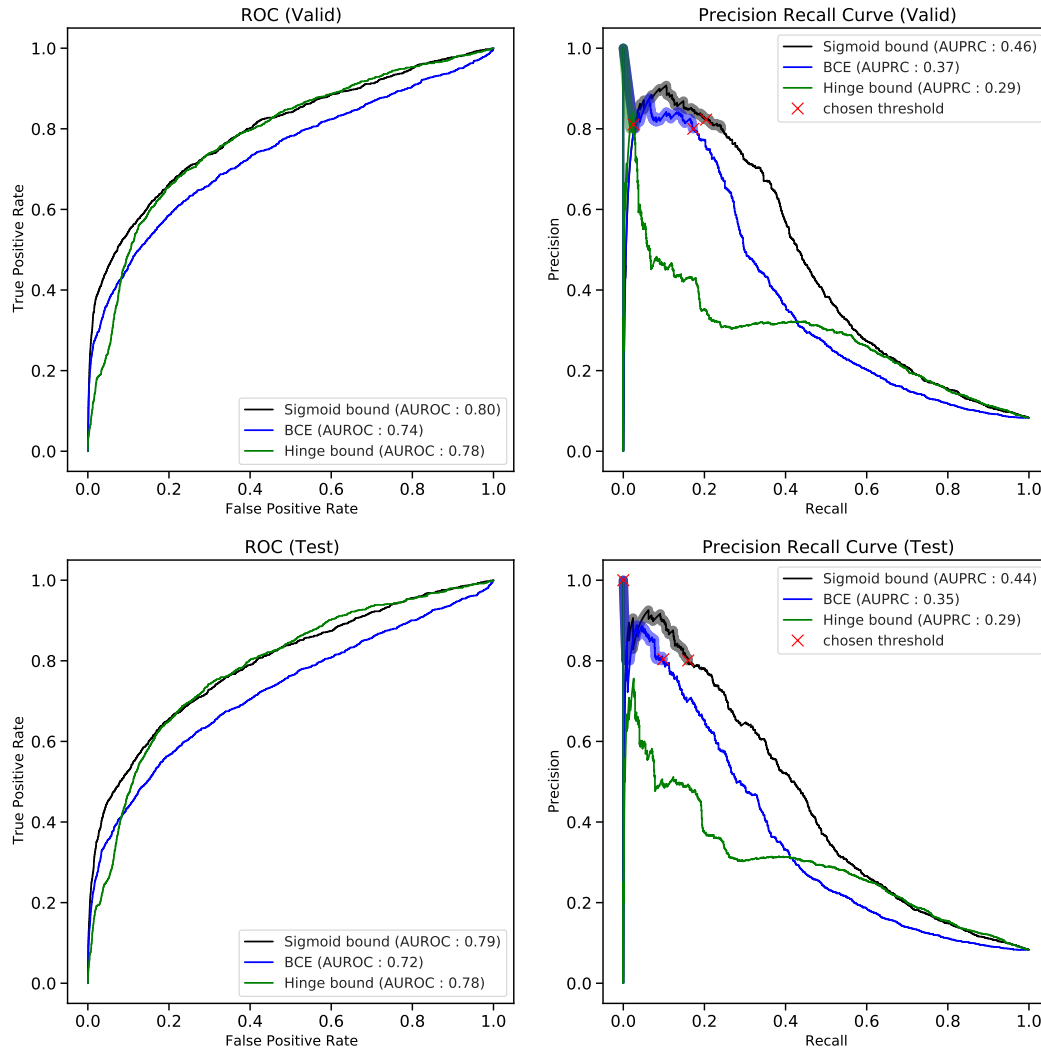 ROC (Valid)
True Positive Rate
1.0
0.8
0.6
0.4
0.2
0.0
Sigmoid bound (AUROC : 0.80)
BCE (AUROC : 0.74)
Hinge bound (AUROC : 0.78)
0.0 0.2 0.4 0.6 0.8 1.0
False Positive Rate
Precision Recall Curve (Valid)
Precision
1.0
0.8
0.6
0.4
0.2
0.0
Sigmoid bound (AUPRC : 0.46)
BCE (AUPRC : 0.37)
Hinge bound (AUPRC : 0.29)
chosen threshold
0.0 0.2 0.4 0.6 0.8 1.0
Recall
ROC (Test)
True Positive Rate
1.0
0.8
0.6
0.4
0.2
0.0
Sigmoid bound (AUROC : 0.79)
BCE (AUROC : 0.72)
Hinge bound (AUROC : 0.78)
0.0 0.2 0.4 0.6 0.8 1.0
False Positive Rate
Precision Recall Curve (Test)
Precision
1.0
0.8
0.6
0.4
0.2
0.0
Sigmoid bound (AUPRC : 0.44)
BCE (AUPRC : 0.35)
Hinge bound (AUPRC : 0.29)
chosen threshold
0.0 0.2 0.4 0.6 0.8 1.0
Recall